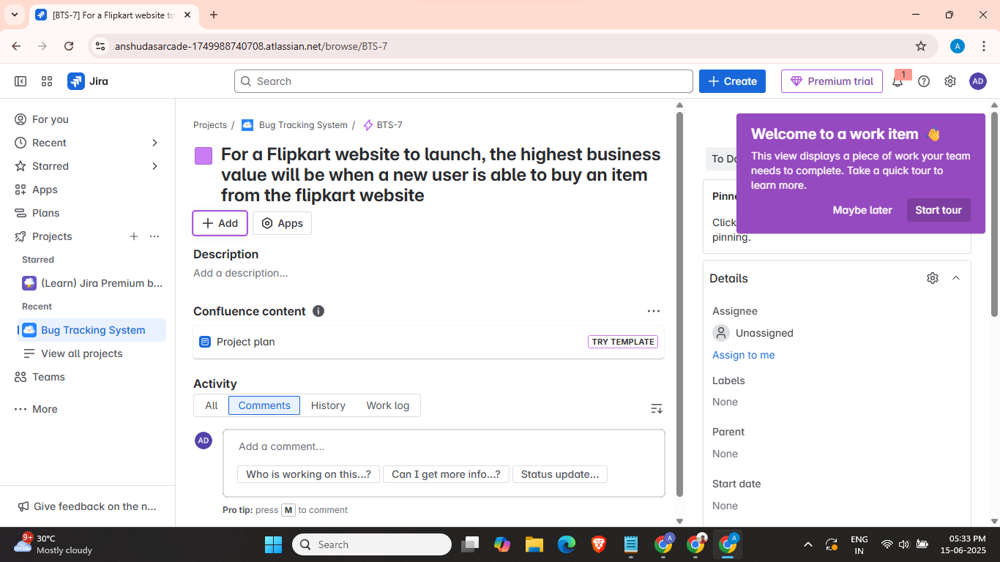 [BTS-7] For a Flipkart website to
anshudasarcade-1749988740708.atlassian.net/browse/BTS-7
A
Jira
Search
Create
Premium trial
1
AD
For you
Recent
Starred
Apps
Plans
Projects
Starred
(Learn) Jira Premium b...
Recent
Bug Tracking System
View all projects
Teams
More
Give feedback on the n...
Projects / Bug Tracking System / BTS-7
For a Flipkart website to launch, the highest business
value will be when a new user is able to buy an item
from the flipkart website
Add
Apps
Description
Add a description...
Confluence content
Project plan
TRY TEMPLATE
Activity
All
Comments
History
Work log
AD
Add a comment...
Who is working on this...?
Can I get more info...?
Status update...
Pro tip: press M to comment
To Do
Welcome to a work item 👋
This view displays a piece of work your team
needs to complete. Take a quick tour to
learn more.
Maybe later
Start tour
Pinne
Click
pinning.
Details
Assignee
Unassigned
Assign to me
Labels
None
Parent
None
Start date
None
9+
30°C
Mostly cloudy
Search
A
A
ENG
IN
05:33 PM
15-06-2025